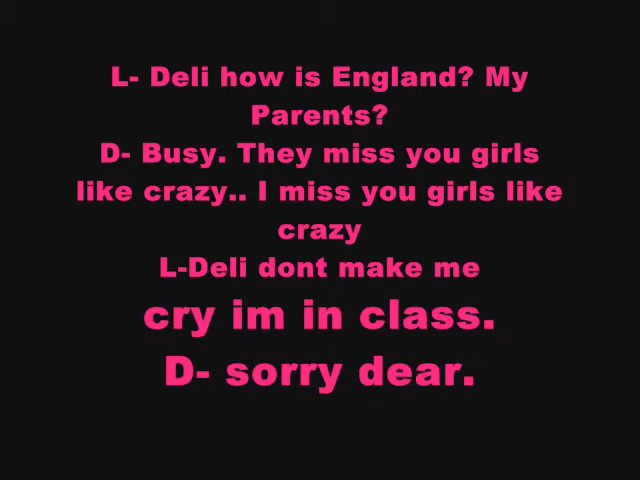 L- Deli how is England? My
Parents?
D- Busy. They miss you girls
like crazy.. I miss you girls like
crazy
L-Deli dont make me
cry im in class.
D- sorry dear.